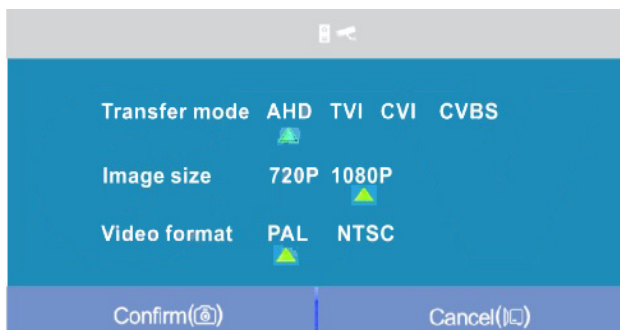 Transfer mode AHD TVI CVI CVBS
Image size 720P 1080P
Video format PAL NTSC
Confirm() Cancel()